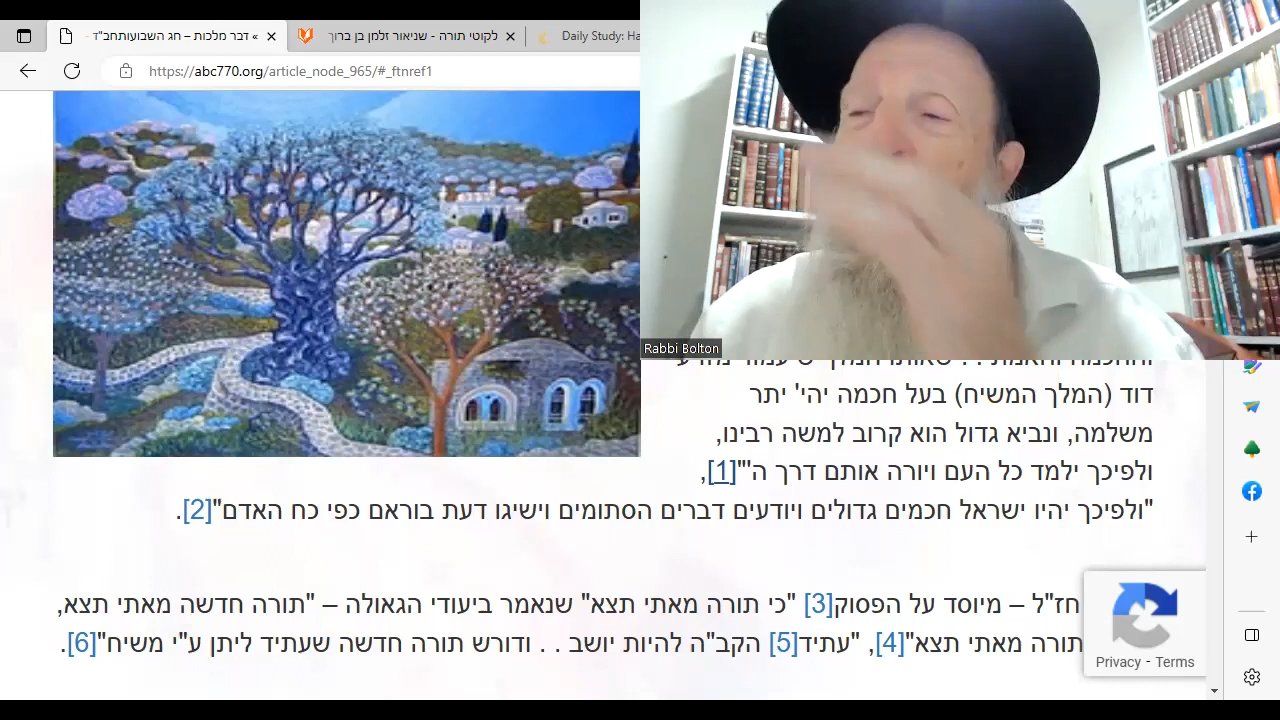 » דבר מלכות – חג השבועותחב"ד -
לקוטי תורה - שניאור זלמן בן ברוך
Daily Study: Ha
https://abc770.org/article_node_965/#_ftnref1
Rabbi Bolton
דוד (המלך המשיח) בעל חכמה יהי' יתר
משלמה, ונביא גדול הוא קרוב למשה רבינו,
ולפיכך ילמד כל העם ויורה אותם דרך ה'"[1],
"ולפיכך יהיו ישראל חכמים גדולים ויודעים דברים הסתומים וישיגו דעת בוראם כפי כח האדם"[2].
חז"ל – מיוסד על הפסוק[3] "כי תורה מאתי תצא" שנאמר ביעודי הגאולה – "תורה חדשה מאתי תצא,
תורה מאתי תצא"[4], "עתיד[5] הקב"ה להיות יושב . . ודורש תורה חדשה שעתיד ליתן ע"י משיח"[6].
Privacy - Terms